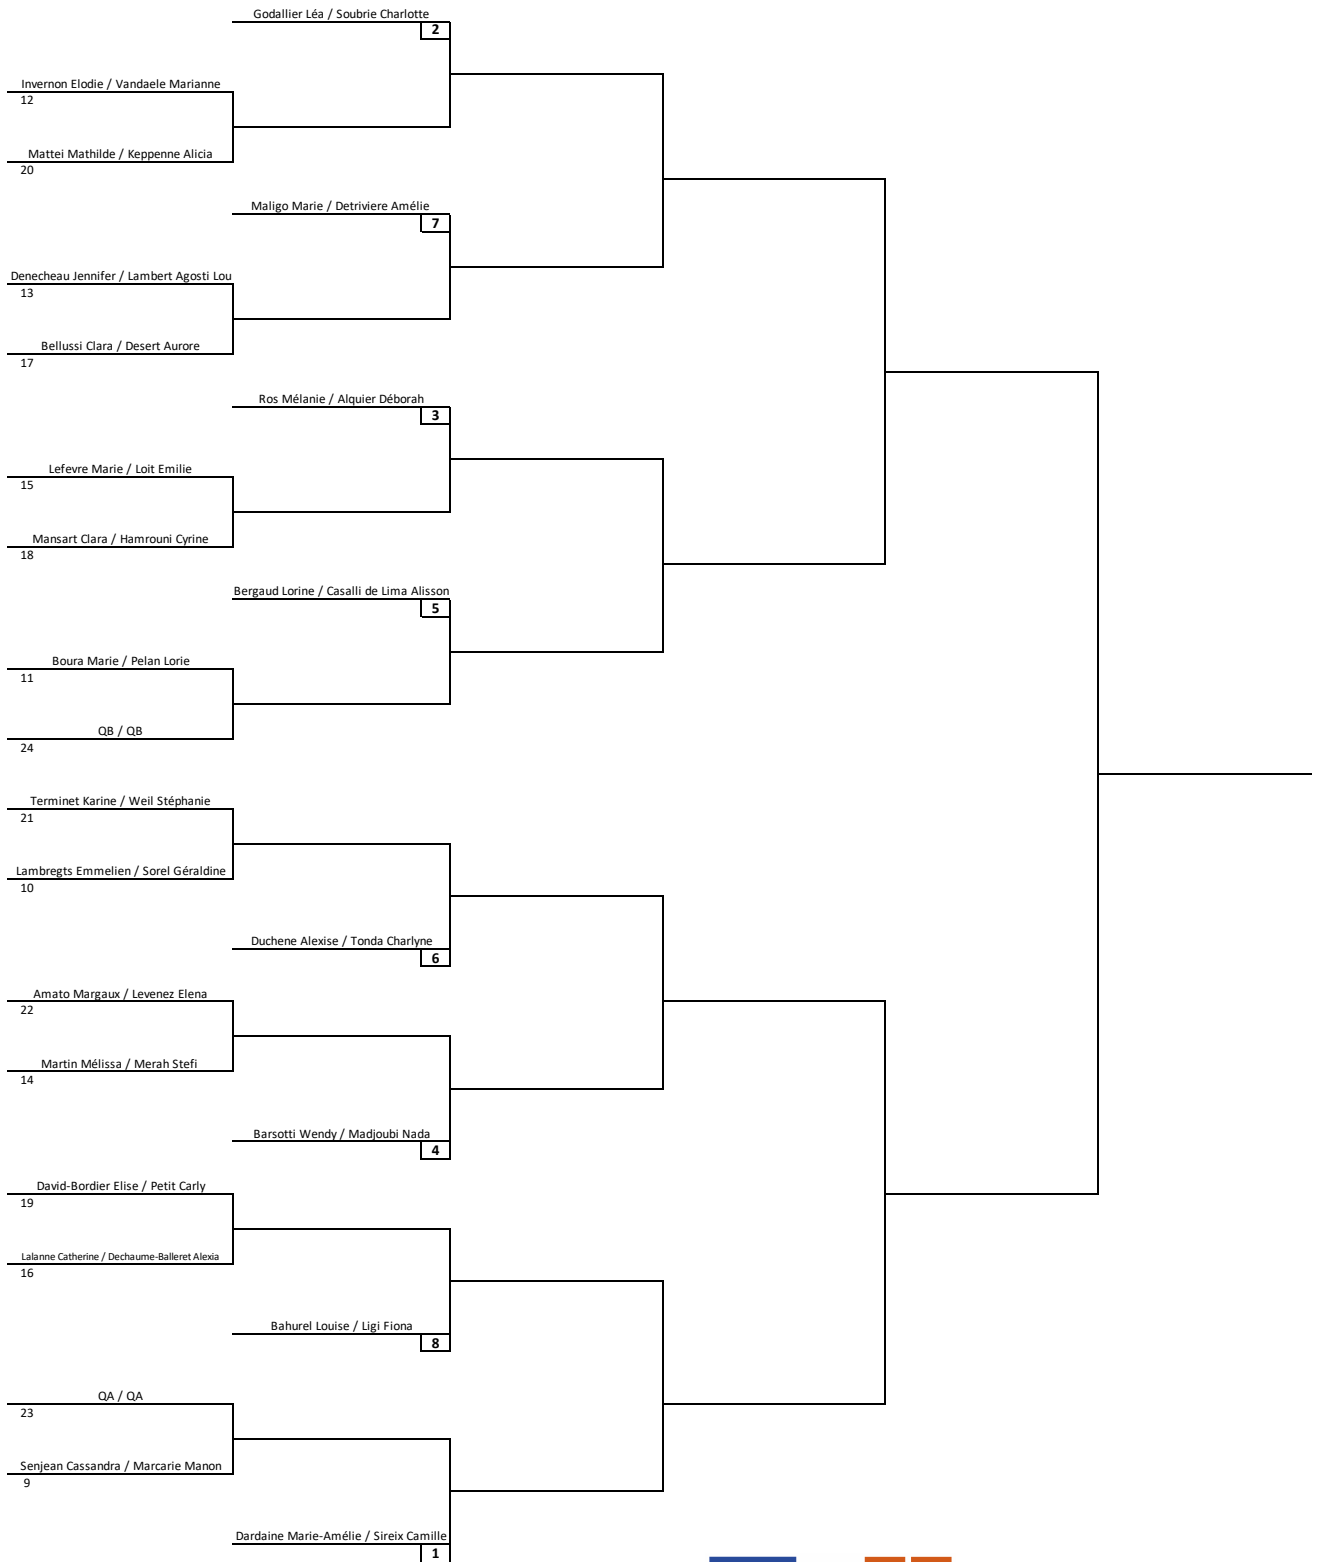 Godallier Léa / Soubrie Charlotte
2
Invernon Elodie / Vandaele Marianne
12
Mattei Mathilde / Keppenne Alicia
20
Maligo Marie / Detriviere Amélie
7
Denecheau Jennifer / Lambert Agosti Lou
13
Bellussi Clara / Desert Aurore
17
Ros Mélanie / Alquier Déborah
3
Lefevre Marie / Loit Emilie
15
Mansart Clara / Hamrouni Cyrine
18
Bergaud Lorine / Casalli de Lima Alisson
5
Boura Marie / Pelan Lorie
11
QB / QB
24
Terminet Karine / Weil Stéphanie
21
Lambregts Emmelien / Sorel Géraldine
10
Duchene Alexise / Tonda Charlyne
6
Amato Margaux / Levenez Elena
22
Martin Mélissa / Merah Stefi
14
Barsotti Wendy / Madjoubi Nada
4
David-Bordier Elise / Petit Carly
19
Lalanne Catherine / Dechaume-Balleret Alexia
16
Bahurel Louise / Ligi Fiona
8
QA / QA
23
Senjean Cassandra / Marcarie Manon
9
Dardaine Marie-Amélie / Sireix Camille
1